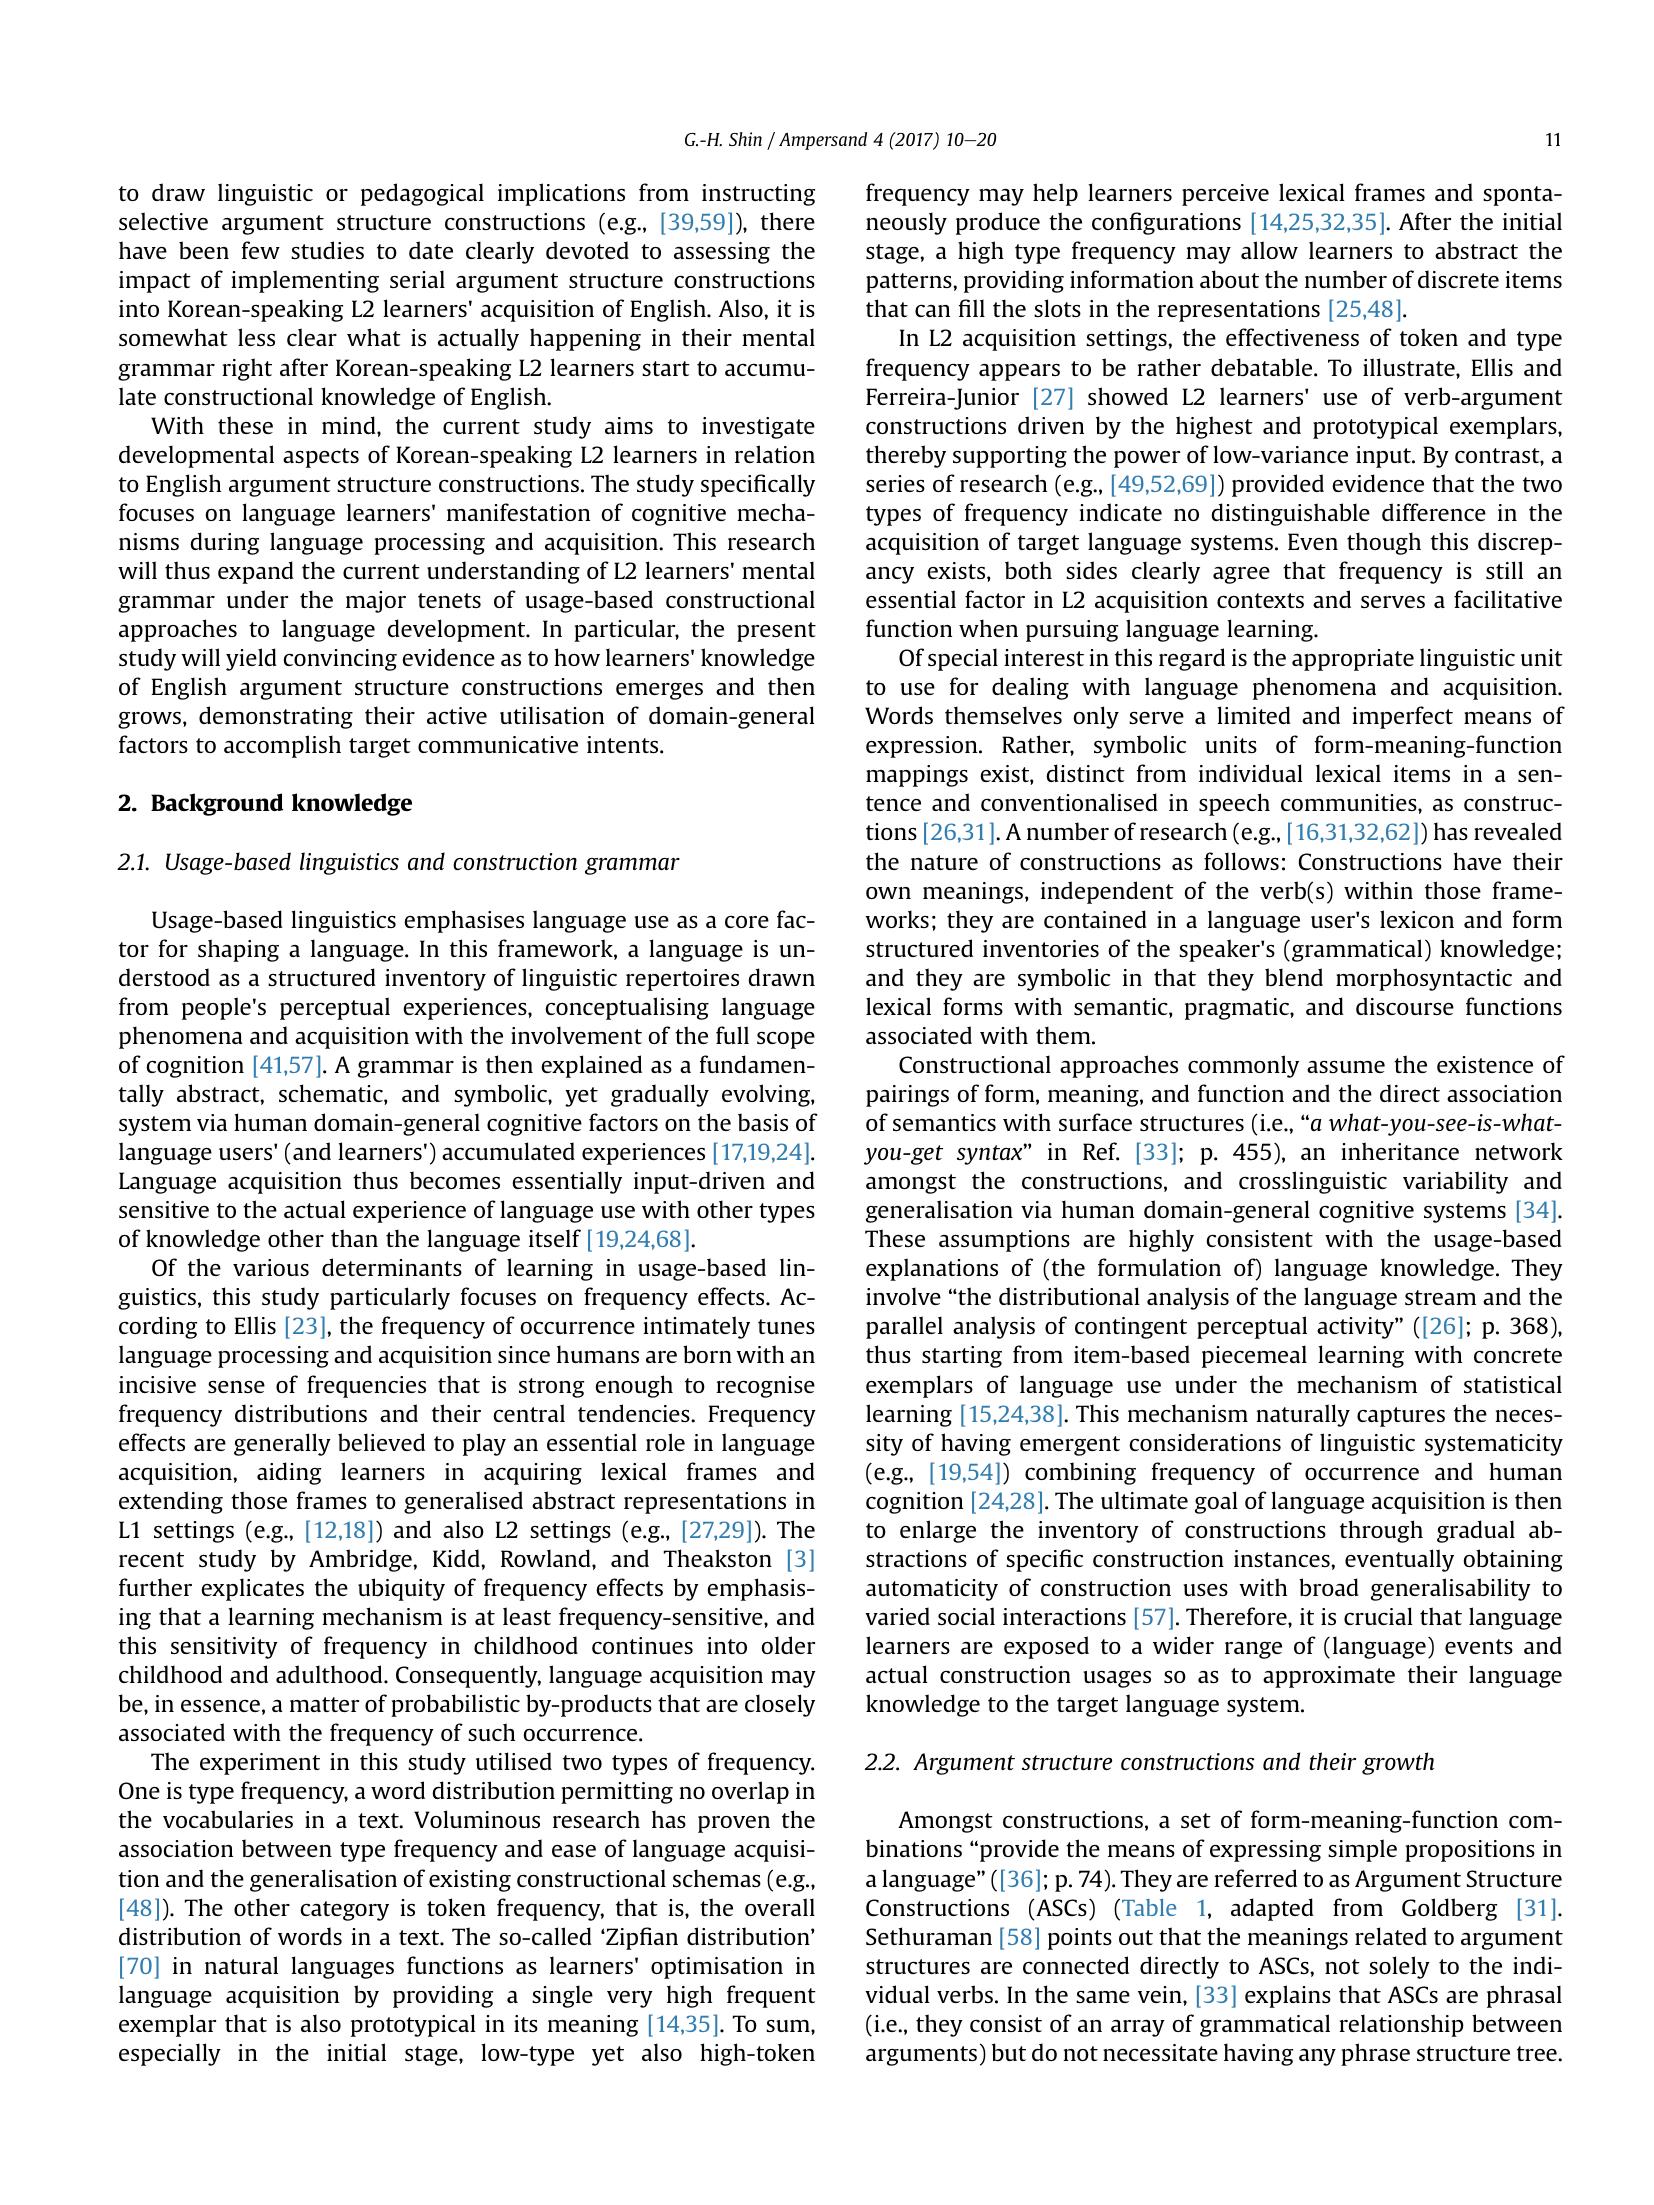 G.-H. Shin / Ampersand 4 (2017) 10–20
11
to draw linguistic or pedagogical implications from instructing
selective argument structure constructions (e.g., [39,59]), there
have been few studies to date clearly devoted to assessing the
impact of implementing serial argument structure constructions
into Korean-speaking L2 learners' acquisition of English. Also, it is
somewhat less clear what is actually happening in their mental
grammar right after Korean-speaking L2 learners start to accumu-
late constructional knowledge of English.
With these in mind, the current study aims to investigate
developmental aspects of Korean-speaking L2 learners in relation
to English argument structure constructions. The study specifically
focuses on language learners' manifestation of cognitive mecha-
nisms during language processing and acquisition. This research
will thus expand the current understanding of L2 learners' mental
grammar under the major tenets of usage-based constructional
approaches to language development. In particular, the present
study will yield convincing evidence as to how learners' knowledge
of English argument structure constructions emerges and then
grows, demonstrating their active utilisation of domain-general
factors to accomplish target communicative intents.
2. Background knowledge
2.1. Usage-based linguistics and construction grammar
Usage-based linguistics emphasises language use as a core fac-
tor for shaping a language. In this framework, a language is un-
derstood as a structured inventory of linguistic repertoires drawn
from people's perceptual experiences, conceptualising language
phenomena and acquisition with the involvement of the full scope
of cognition [41,57]. A grammar is then explained as a fundamen-
tally abstract, schematic, and symbolic, yet gradually evolving,
system via human domain-general cognitive factors on the basis of
language users' (and learners') accumulated experiences [17,19,24].
Language acquisition thus becomes essentially input-driven and
sensitive to the actual experience of language use with other types
of knowledge other than the language itself [19,24,68].
Of the various determinants of learning in usage-based lin-
guistics, this study particularly focuses on frequency effects. Ac-
cording to Ellis [23], the frequency of occurrence intimately tunes
language processing and acquisition since humans are born with an
incisive sense of frequencies that is strong enough to recognise
frequency distributions and their central tendencies. Frequency
effects are generally believed to play an essential role in language
acquisition, aiding learners in acquiring lexical frames and
extending those frames to generalised abstract representations in
L1 settings (e.g., [12,18]) and also L2 settings (e.g., [27,29]). The
recent study by Ambridge, Kidd, Rowland, and Theakston [3]
further explicates the ubiquity of frequency effects by emphasis-
ing that a learning mechanism is at least frequency-sensitive, and
this sensitivity of frequency in childhood continues into older
childhood and adulthood. Consequently, language acquisition may
be, in essence, a matter of probabilistic by-products that are closely
associated with the frequency of such occurrence.
The experiment in this study utilised two types of frequency.
One is type frequency, a word distribution permitting no overlap in
the vocabularies in a text. Voluminous research has proven the
association between type frequency and ease of language acquisi-
tion and the generalisation of existing constructional schemas (e.g.,
[48]). The other category is token frequency, that is, the overall
distribution of words in a text. The so-called ‘Zipfian distribution’
[70] in natural languages functions as learners' optimisation in
language acquisition by providing a single very high frequent
exemplar that is also prototypical in its meaning [14,35]. To sum,
especially in the initial stage, low-type yet also high-token
frequency may help learners perceive lexical frames and sponta-
neously produce the configurations [14,25,32,35]. After the initial
stage, a high type frequency may allow learners to abstract the
patterns, providing information about the number of discrete items
that can fill the slots in the representations [25,48].
In L2 acquisition settings, the effectiveness of token and type
frequency appears to be rather debatable. To illustrate, Ellis and
Ferreira-Junior [27] showed L2 learners' use of verb-argument
constructions driven by the highest and prototypical exemplars,
thereby supporting the power of low-variance input. By contrast, a
series of research (e.g., [49,52,69]) provided evidence that the two
types of frequency indicate no distinguishable difference in the
acquisition of target language systems. Even though this discrep-
ancy exists, both sides clearly agree that frequency is still an
essential factor in L2 acquisition contexts and serves a facilitative
function when pursuing language learning.
Of special interest in this regard is the appropriate linguistic unit
to use for dealing with language phenomena and acquisition.
Words themselves only serve a limited and imperfect means of
expression. Rather, symbolic units of form-meaning-function
mappings exist, distinct from individual lexical items in a sen-
tence and conventionalised in speech communities, as construc-
tions [26,31]. A number of research (e.g., [16,31,32,62]) has revealed
the nature of constructions as follows: Constructions have their
own meanings, independent of the verb(s) within those frame-
works; they are contained in a language user's lexicon and form
structured inventories of the speaker's (grammatical) knowledge;
and they are symbolic in that they blend morphosyntactic and
lexical forms with semantic, pragmatic, and discourse functions
associated with them.
Constructional approaches commonly assume the existence of
pairings of form, meaning, and function and the direct association
of semantics with surface structures (i.e., “a what-you-see-is-what-
you-get syntax” in Ref. [33]; p. 455), an inheritance network
amongst the constructions, and crosslinguistic variability and
generalisation via human domain-general cognitive systems [34].
These assumptions are highly consistent with the usage-based
explanations of (the formulation of) language knowledge. They
involve “the distributional analysis of the language stream and the
parallel analysis of contingent perceptual activity” ([26]; p. 368),
thus starting from item-based piecemeal learning with concrete
exemplars of language use under the mechanism of statistical
learning [15,24,38]. This mechanism naturally captures the neces-
sity of having emergent considerations of linguistic systematicity
(e.g., [19,54]) combining frequency of occurrence and human
cognition [24,28]. The ultimate goal of language acquisition is then
to enlarge the inventory of constructions through gradual ab-
stractions of specific construction instances, eventually obtaining
automaticity of construction uses with broad generalisability to
varied social interactions [57]. Therefore, it is crucial that language
learners are exposed to a wider range of (language) events and
actual construction usages so as to approximate their language
knowledge to the target language system.
2.2. Argument structure constructions and their growth
Amongst constructions, a set of form-meaning-function com-
binations “provide the means of expressing simple propositions in
a language” ([36]; p. 74). They are referred to as Argument Structure
Constructions (ASCs) (Table 1, adapted from Goldberg [31].
Sethuraman [58] points out that the meanings related to argument
structures are connected directly to ASCs, not solely to the indi-
vidual verbs. In the same vein, [33] explains that ASCs are phrasal
(i.e., they consist of an array of grammatical relationship between
arguments) but do not necessitate having any phrase structure tree.